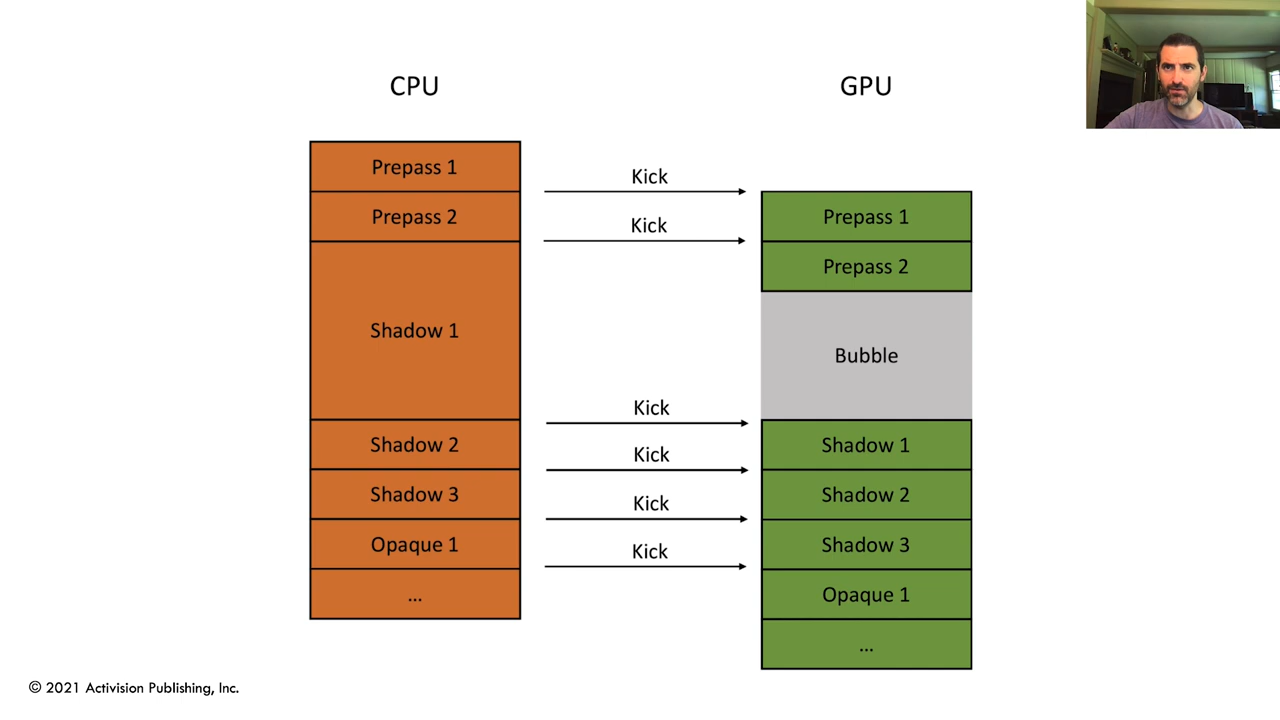 CPU
GPU
Prepass 1
Prepass 2
Shadow 1
Shadow 2
Shadow 3
Opaque 1
...
Kick
Kick
Kick
Kick
Kick
Kick
Prepass 1
Prepass 2
Bubble
Shadow 1
Shadow 2
Shadow 3
Opaque 1
...
© 2021 Activision Publishing, Inc.